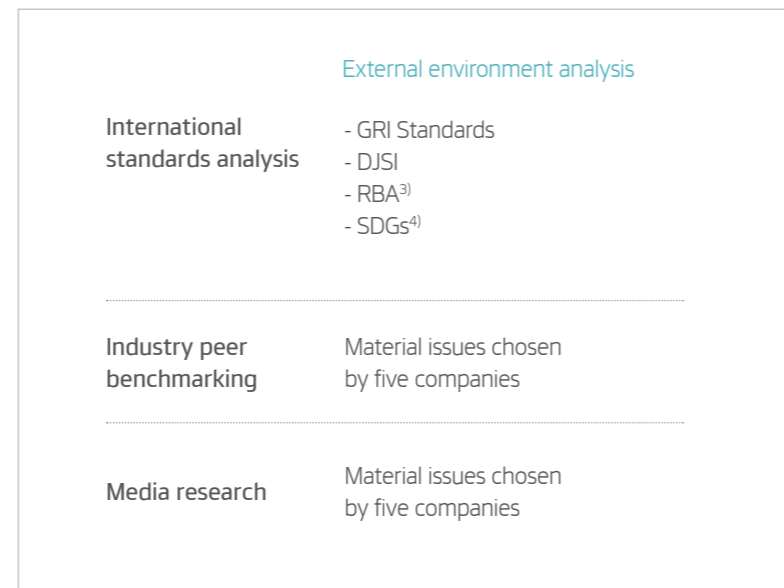 External environment analysis
International
standards analysis
- GRI Standards
- DJSI
- RBA3)
- SDGs4)
Industry peer
benchmarking
Material issues chosen
by five companies
Media research
Material issues chosen
by five companies